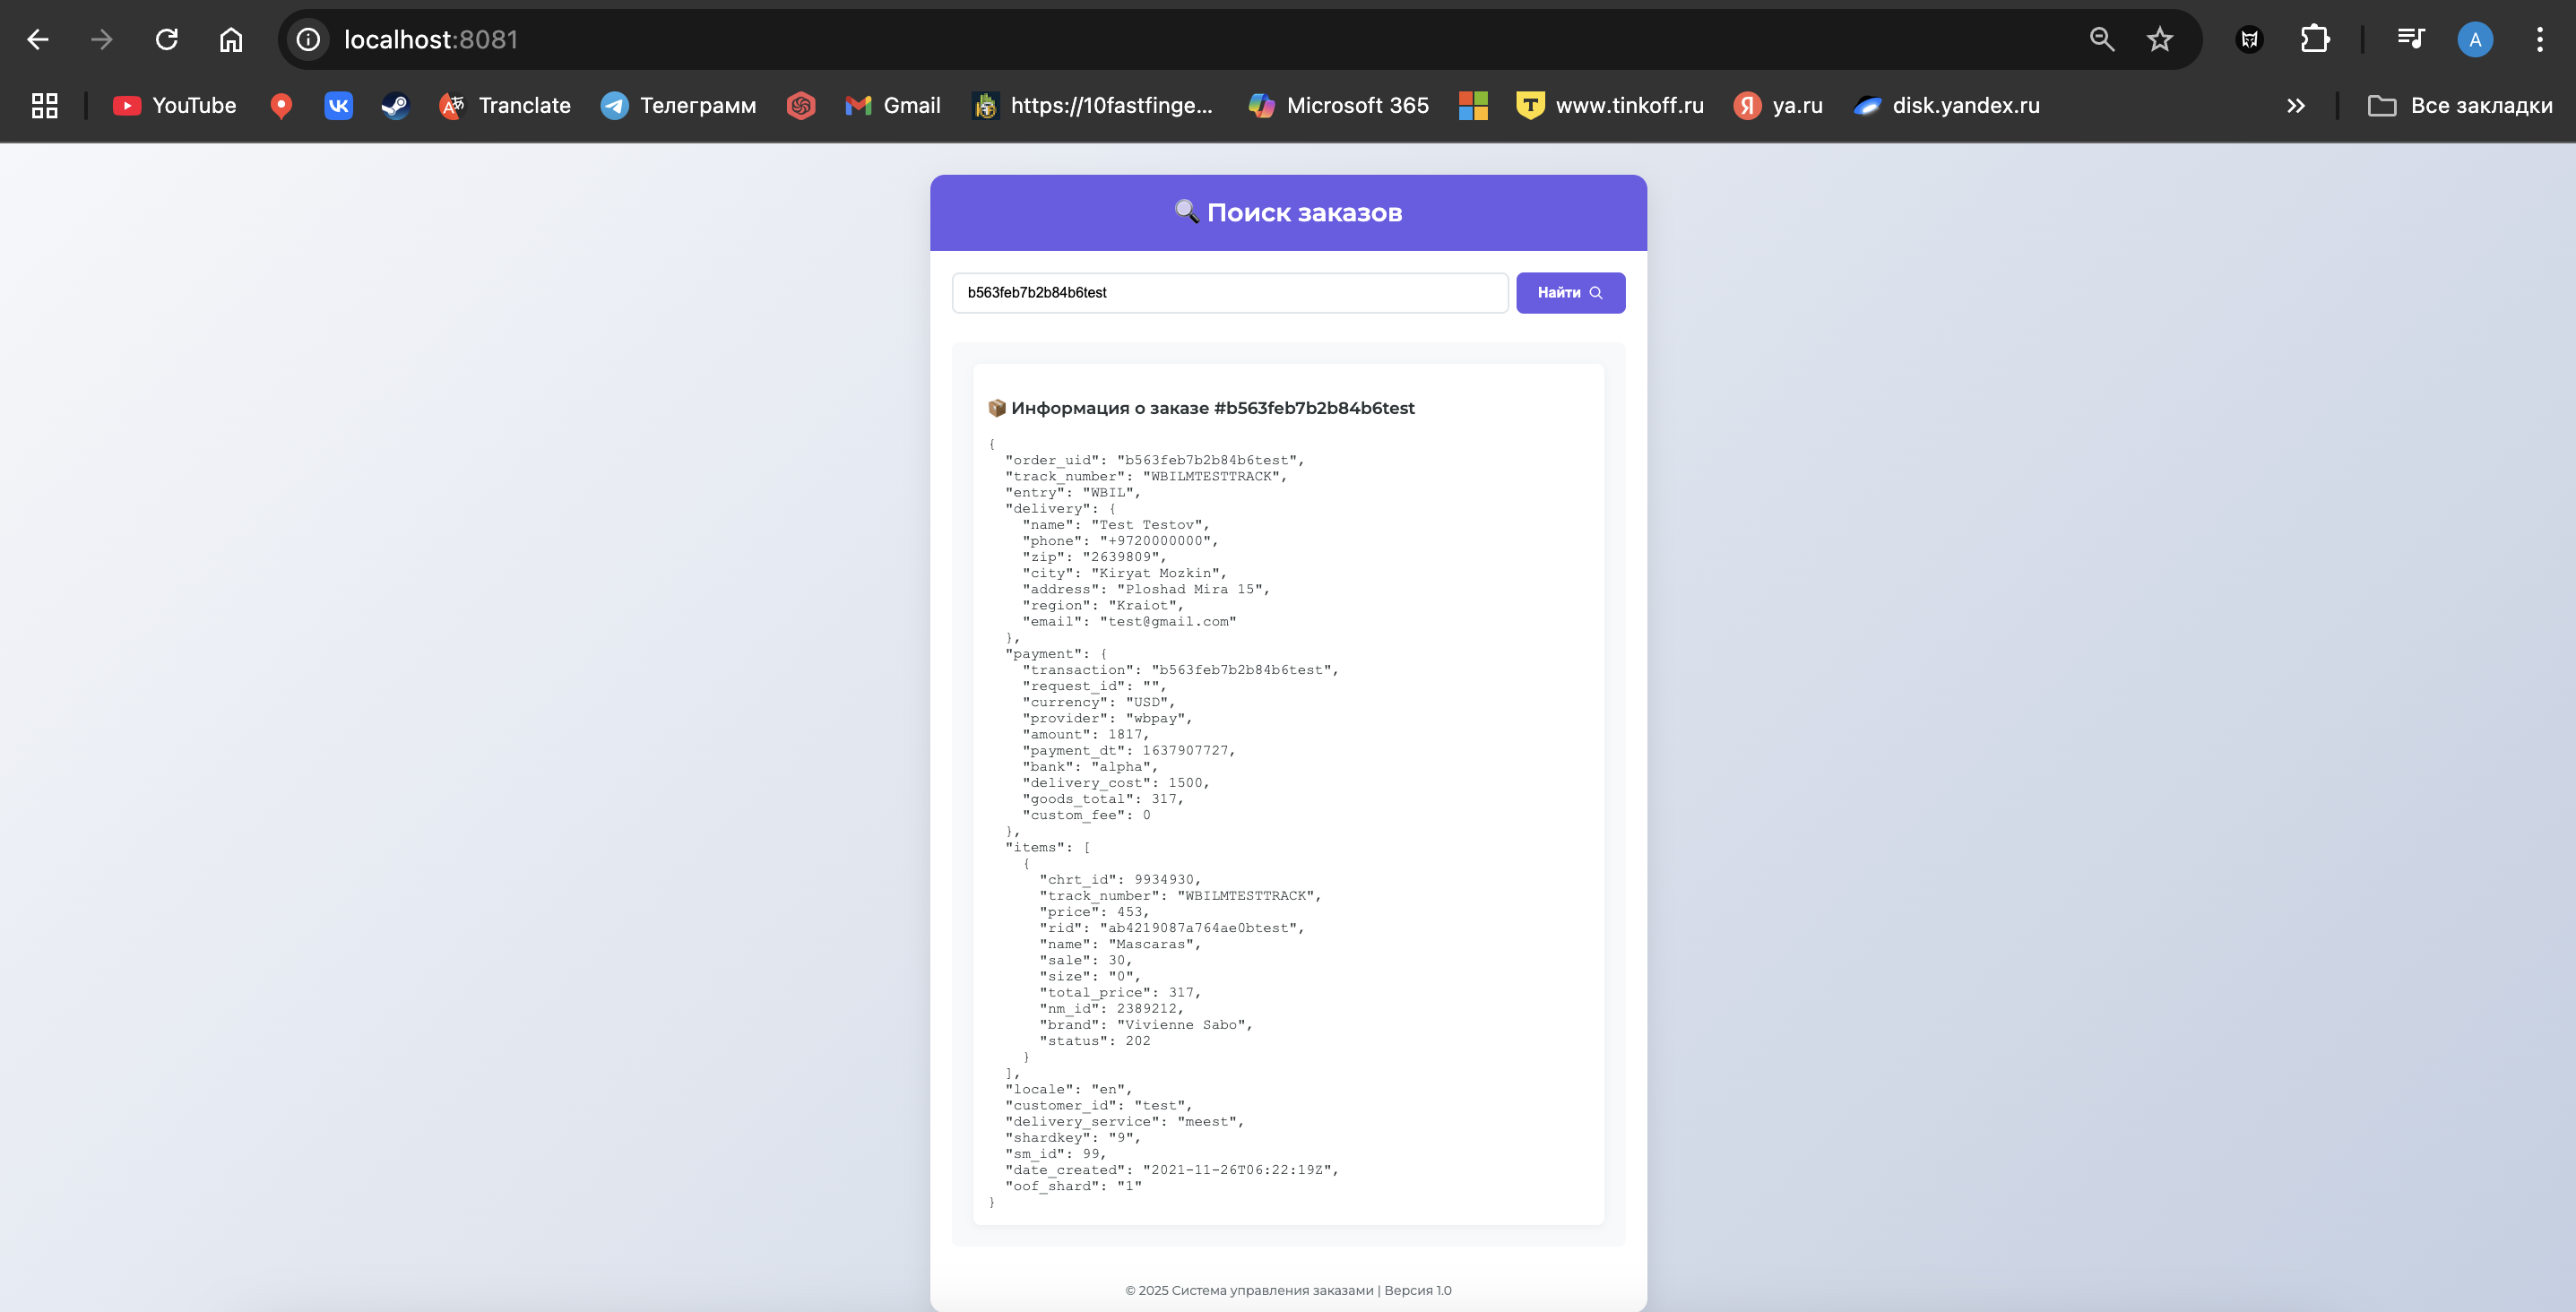 localhost:8081
YouTube
Tranclate
Телеграмм
Gmail
https://10fastfinge...
Microsoft 365
www.tinkoff.ru
ya.ru
disk.yandex.ru
Все закладки
A
Поиск заказов
b563feb7b2b84b6test
Найти
Информация о заказе #b563feb7b2b84b6test
{
  "order_uid": "b563feb7b2b84b6test",
  "track_number": "WBILMTESTTRACK",
  "entry": "WBIL",
  "delivery": {
    "name": "Test Testov",
    "phone": "+9720000000",
    "zip": "2639809",
    "city": "Kiryat Mozkin",
    "address": "Ploshad Mira 15",
    "region": "Kraiot",
    "email": "test@gmail.com"
  },
  "payment": {
    "transaction": "b563feb7b2b84b6test",
    "request_id": "",
    "currency": "USD",
    "provider": "wbpay",
    "amount": 1817,
    "payment_dt": 1637907727,
    "bank": "alpha",
    "delivery_cost": 1500,
    "goods_total": 317,
    "custom_fee": 0
  },
  "items": [
    {
      "chrt_id": 9934930,
      "track_number": "WBILMTESTTRACK",
      "price": 453,
      "rid": "ab4219087a764ae0btest",
      "name": "Mascaras",
      "sale": 30,
      "size": "0",
      "total_price": 317,
      "nm_id": 2389212,
      "brand": "Vivienne Sabo",
      "status": 202
    }
  ],
  "locale": "en",
  "customer_id": "test",
  "delivery_service": "meest",
  "shardkey": "9",
  "sm_id": 99,
  "date_created": "2021-11-26T06:22:19Z",
  "oof_shard": "1"
}
© 2025 Система управления заказами | Версия 1.0